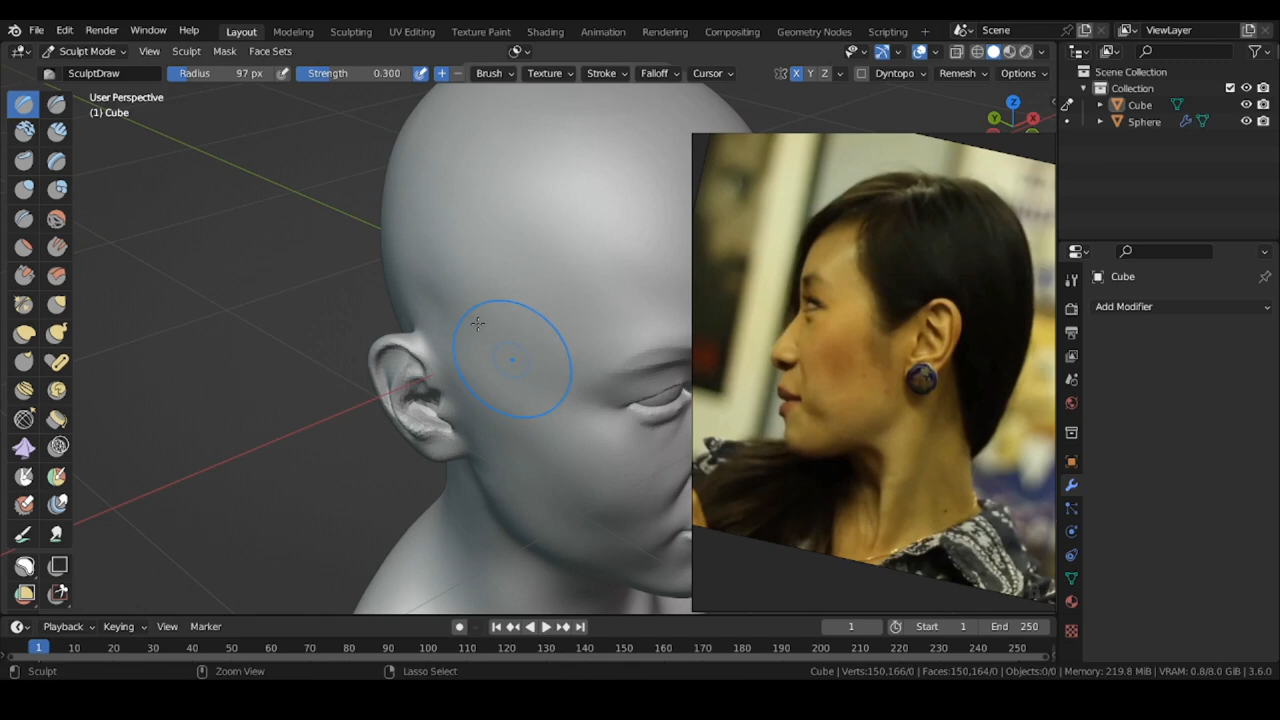 File Edit Render Window Help Layout Modeling Sculpting UV Editing Texture Paint Shading Animation Rendering Compositing Geometry Nodes Scripting + Scene ViewLayer
Sculpt Mode View Sculpt Mask Face Sets
SculptDraw Radius 97 px Strength 0.300 + − Brush Texture Stroke Falloff Cursor X Y Z Dyntopo Remesh Options
Scene Collection
Collection
Cube
Sphere
User Perspective
(1) Cube
Z
Y
X
Cube
Add Modifier
Playback Keying View Marker 1 Start 1 End 250
1 10 20 30 40 50 60 70 80 90 100 110 120 130 140 150 160 170 180 190 200 210 220 230 240 250
Sculpt Zoom View Lasso Select Cube | Verts:150,166/0 | Faces:150,164/0 | Objects:0/0 | Memory: 219.8 MiB | VRAM: 0.8/8.0 GiB | 3.6.0